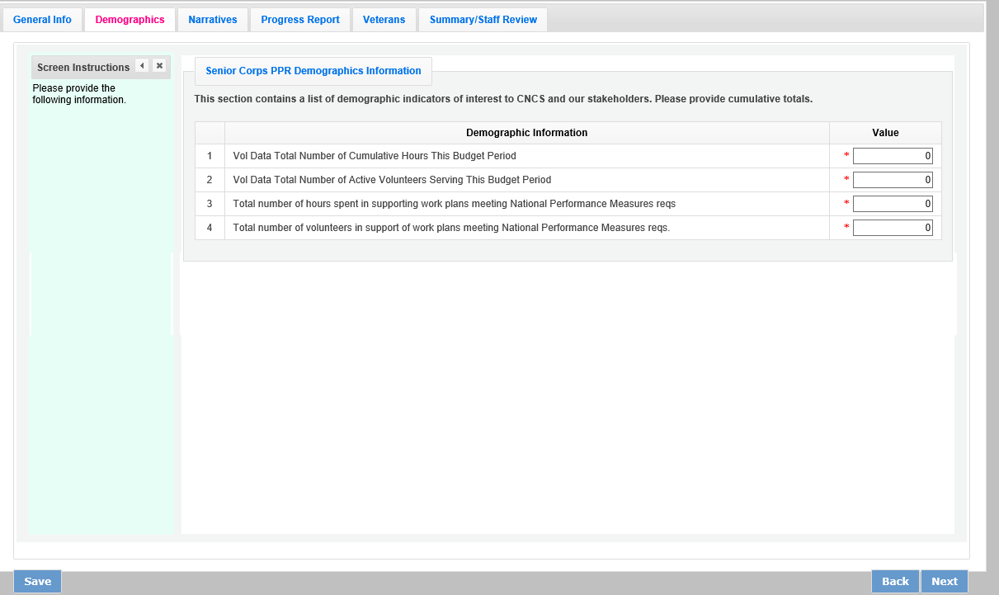 General Info Demographics Narratives Progress Report Veterans Summary/Staff Review
Screen Instructions
Please provide the
following information.
Senior Corps PPR Demographics Information
This section contains a list of demographic indicators of interest to CNCS and our stakeholders. Please provide cumulative totals.
Demographic Information Value
1 Vol Data Total Number of Cumulative Hours This Budget Period * 0
2 Vol Data Total Number of Active Volunteers Serving This Budget Period * 0
3 Total number of hours spent in supporting work plans meeting National Performance Measures reqs * 0
4 Total number of volunteers in support of work plans meeting National Performance Measures reqs. * 0
Save Back Next